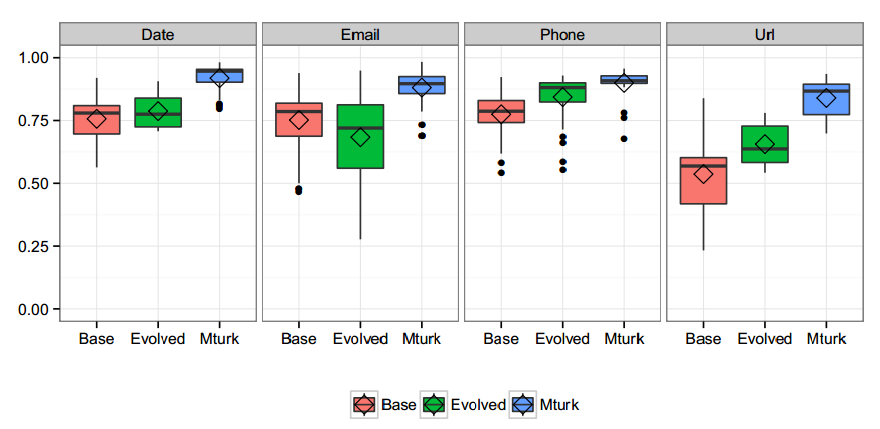 Date Email Phone Url
1.00
0.75
0.50
0.25
0.00
Base Evolved Mturk Base Evolved Mturk Base Evolved Mturk Base Evolved Mturk
Base Evolved Mturk